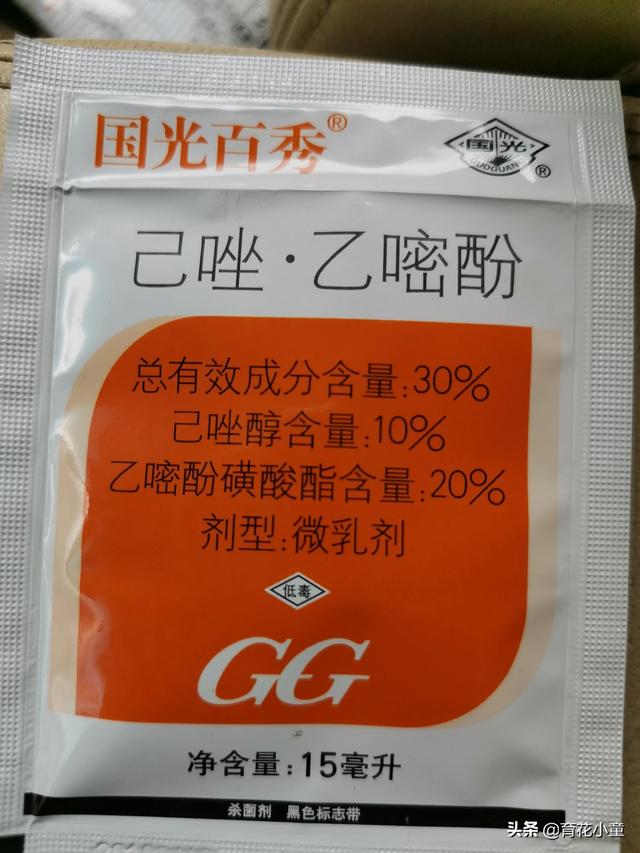 国光百秀®
国光
GUOGUANG
®
己唑·乙嘧酚
总有效成分含量:30%
己唑醇含量:10%
乙嘧酚磺酸酯含量:20%
剂型:微乳剂
低毒
GG
净含量:15毫升
杀菌剂 黑色标志带
头条 @育花小童